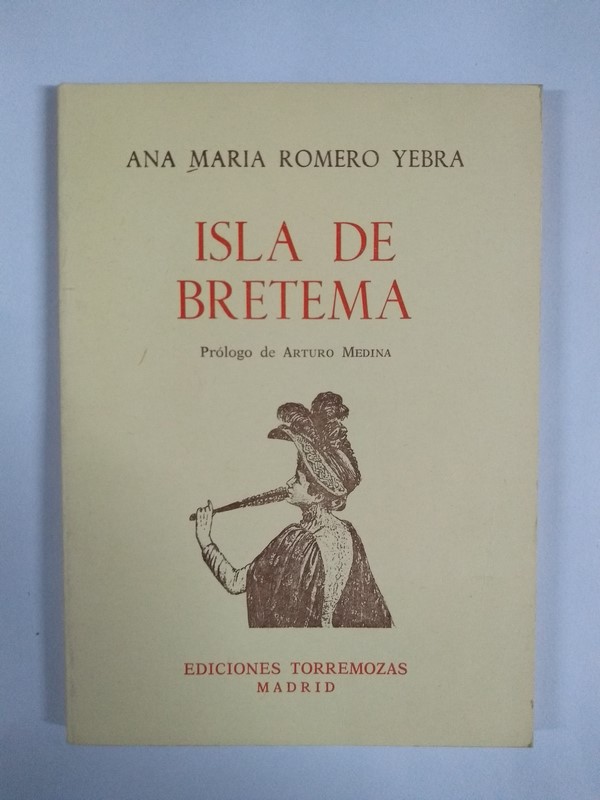 ANA MARIA ROMERO YEBRA
ISLA DE
BRETEMA
Prólogo de ARTURO MEDINA
EDICIONES TORREMOZAS
MADRID